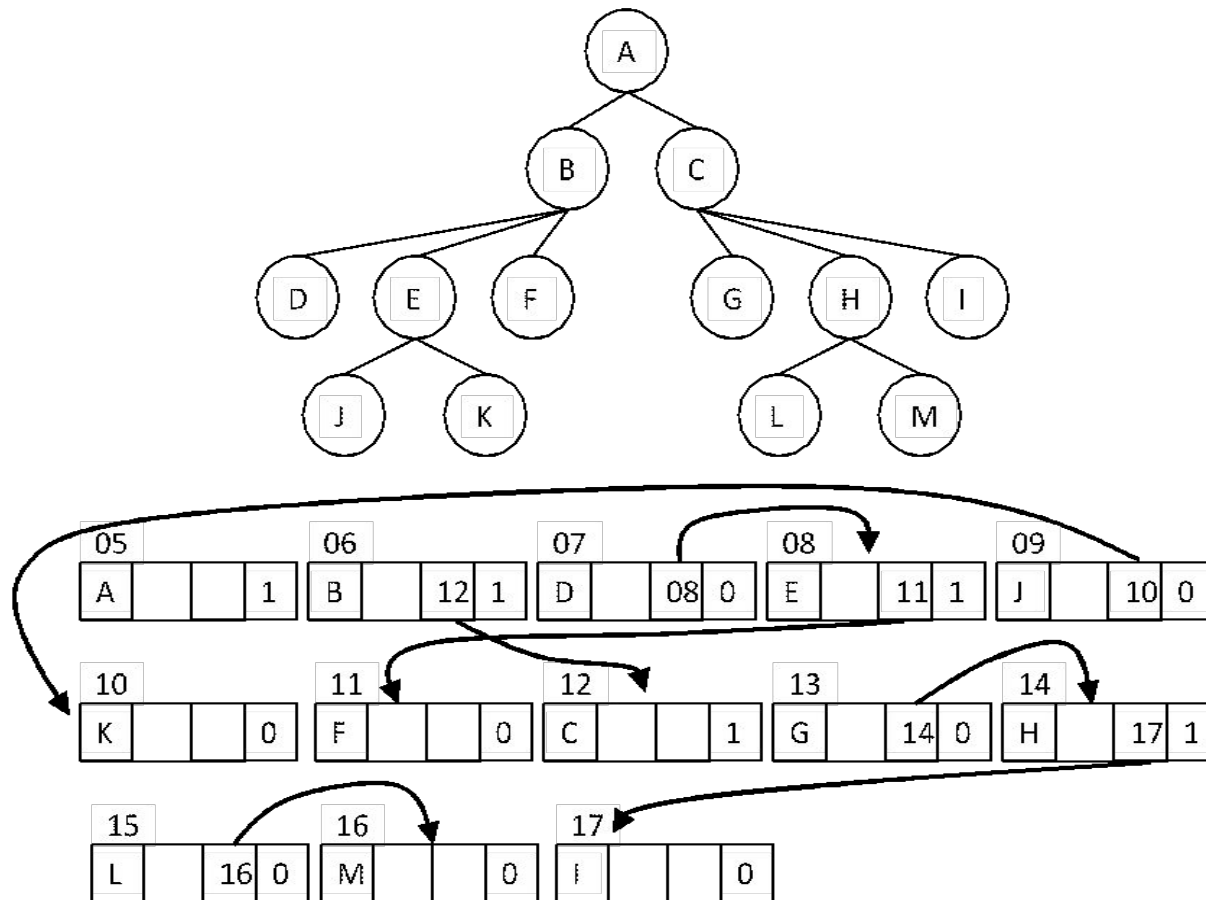 A
B C
D E F G H I
J K L M
05 06 07 08 09
A 1 B 12 1 D 08 0 E 11 1 J 10 0
10 11 12 13 14
K 0 F 0 C 1 G 14 0 H 17 1
15 16 17
L 16 0 M 0 I 0